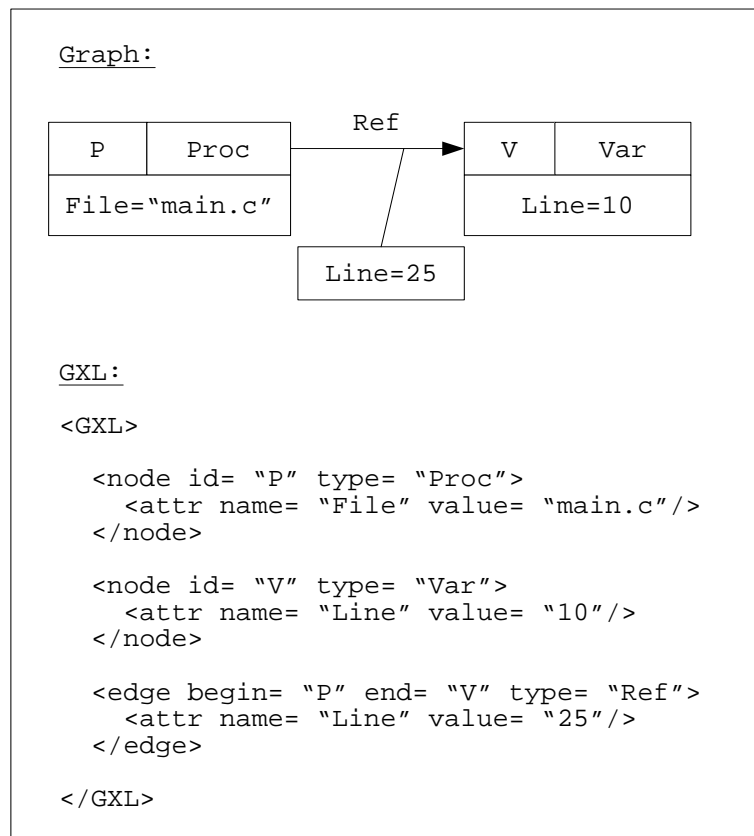 Graph:
Ref
P Proc
V Var
File=“main.c”
Line=10
Line=25
GXL:
<GXL>
<node id= “P” type= “Proc”>
<attr name= “File” value= “main.c”/>
</node>
<node id= “V” type= “Var”>
<attr name= “Line” value= “10”/>
</node>
<edge begin= “P” end= “V” type= “Ref”>
<attr name= “Line” value= “25”/>
</edge>
</GXL>